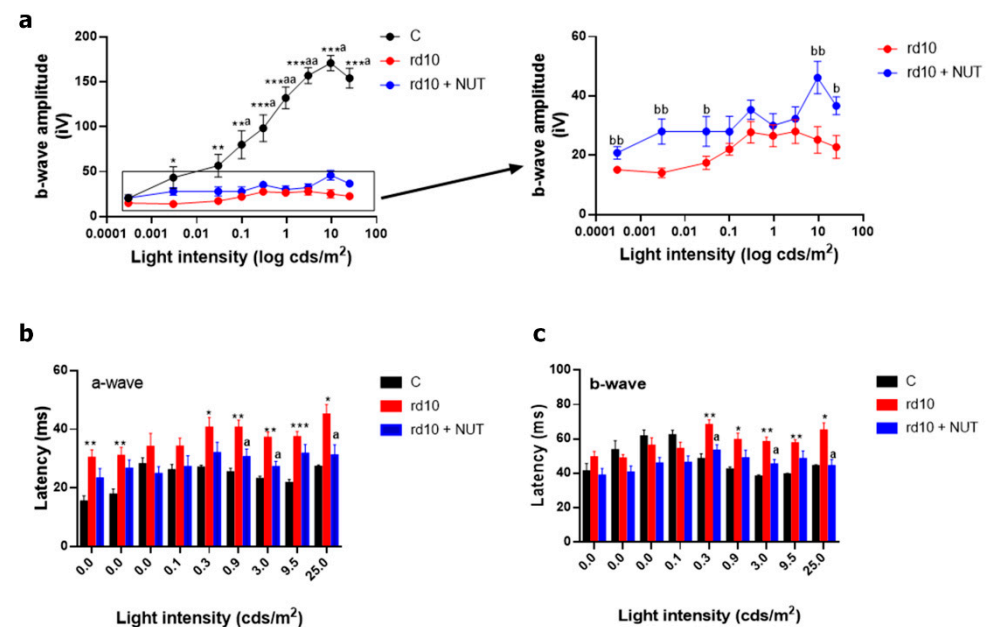 a
C
rd10
rd10 + NUT
200
150
100
50
0
b-wave amplitude
(iV)
*
**
**a
***a
***aa
***aa
***a
***a
0.0001 0.001 0.01 0.1 1 10 100
Light intensity (log cds/m²)
60
40
20
0
b-wave amplitude
(iV)
bb
bb
b
bb
b
rd10
rd10 + NUT
0.0001 0.001 0.01 0.1 1 10 100
Light intensity (log cds/m²)
b
a-wave
60
40
20
0
Latency (ms)
**
**
*
**
a
**
a
***
*
a
C
rd10
rd10 + NUT
0.0 0.0 0.0 0.1 0.3 0.9 3.0 9.5 25.0
Light intensity (cds/m²)
c
b-wave
100
80
60
40
20
0
Latency (ms)
**
a
*
**
a
**
*
a
C
rd10
rd10 + NUT
0.0 0.0 0.0 0.1 0.3 0.9 3.0 9.5 25.0
Light intensity (cds/m²)